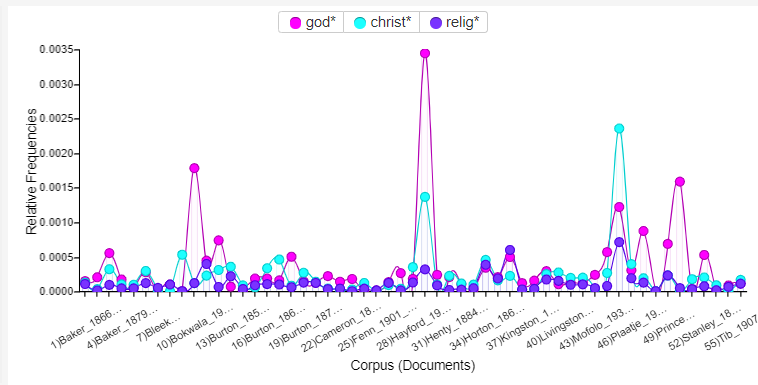 god* christ* relig*
0.0035
0.0030
0.0025
0.0020
0.0015
0.0010
0.0005
0.0000
Relative Frequencies
1)Baker_1866…
4)Baker_1879…
7)Bleek…
10)Bokwala_19…
13)Burton_185…
16)Burton_186…
19)Burton_187…
22)Cameron_18…
25)Fenn_1901_…
28)Hayford_19…
31)Henty_1884…
34)Horton_186…
37)Kingston_1…
40)Livingston…
43)Mofolo_193…
46)Plaatje_19…
49)Prince…
52)Stanley_18…
55)Tib_1907
Corpus (Documents)